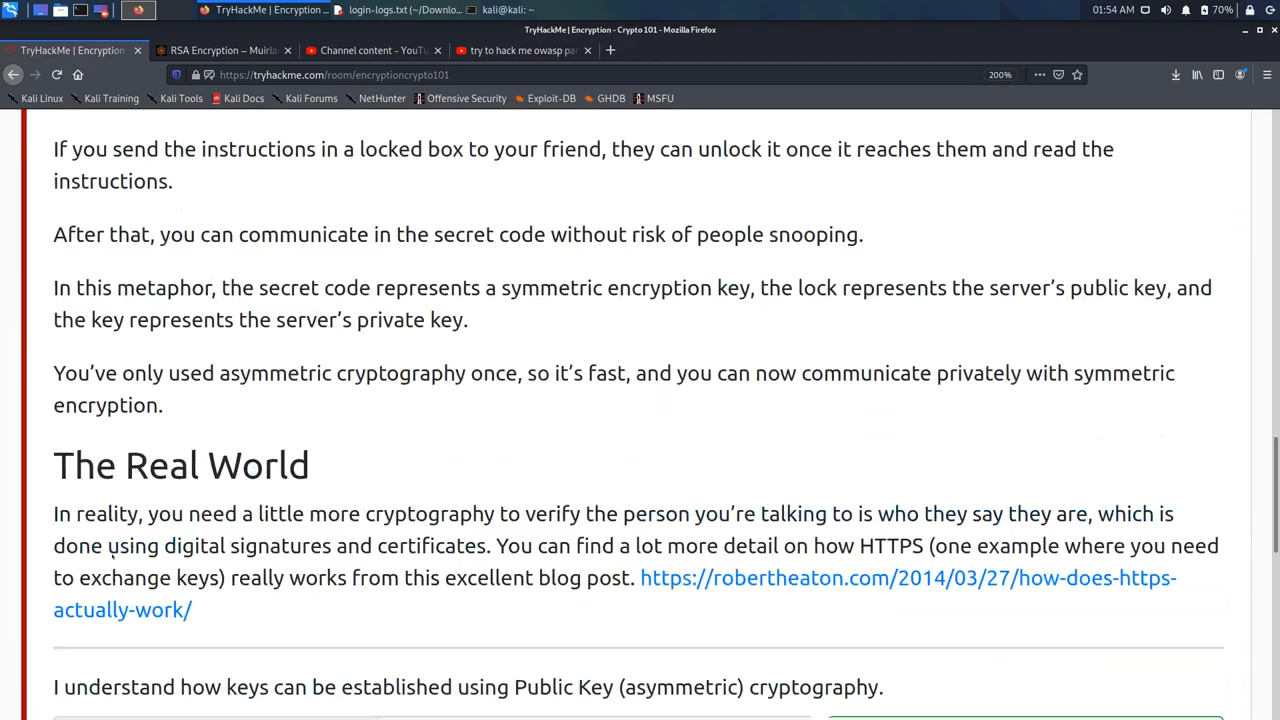 TryHackMe | Encryption ...
login-logs.txt (~/Downlo...
kali@kali: ~
01:54 AM
70%
TryHackMe | Encryption - Crypto 101 - Mozilla Firefox
TryHackMe | Encryption
RSA Encryption – Muirlan
Channel content - YouTu
try to hack me owasp par
https://tryhackme.com/room/encryptioncrypto101
200%
Kali Linux
Kali Training
Kali Tools
Kali Docs
Kali Forums
NetHunter
Offensive Security
Exploit-DB
GHDB
MSFU
If you send the instructions in a locked box to your friend, they can unlock it once it reaches them and read the
instructions.
After that, you can communicate in the secret code without risk of people snooping.
In this metaphor, the secret code represents a symmetric encryption key, the lock represents the server’s public key, and
the key represents the server’s private key.
You’ve only used asymmetric cryptography once, so it’s fast, and you can now communicate privately with symmetric
encryption.
The Real World
In reality, you need a little more cryptography to verify the person you’re talking to is who they say they are, which is
done using digital signatures and certificates. You can find a lot more detail on how HTTPS (one example where you need
to exchange keys) really works from this excellent blog post. https://robertheaton.com/2014/03/27/how-does-https-
actually-work/
I understand how keys can be established using Public Key (asymmetric) cryptography.